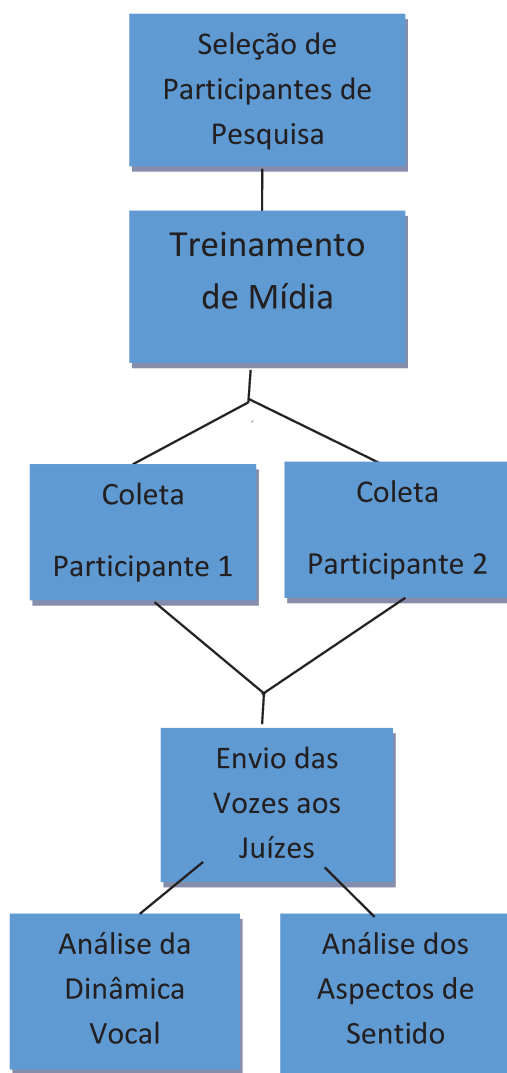 Seleção de
Participantes de
Pesquisa
Treinamento
de Mídia
Coleta
Participante 1
Coleta
Participante 2
Envio das
Vozes aos
Juízes
Análise da
Dinâmica
Vocal
Análise dos
Aspectos de
Sentido